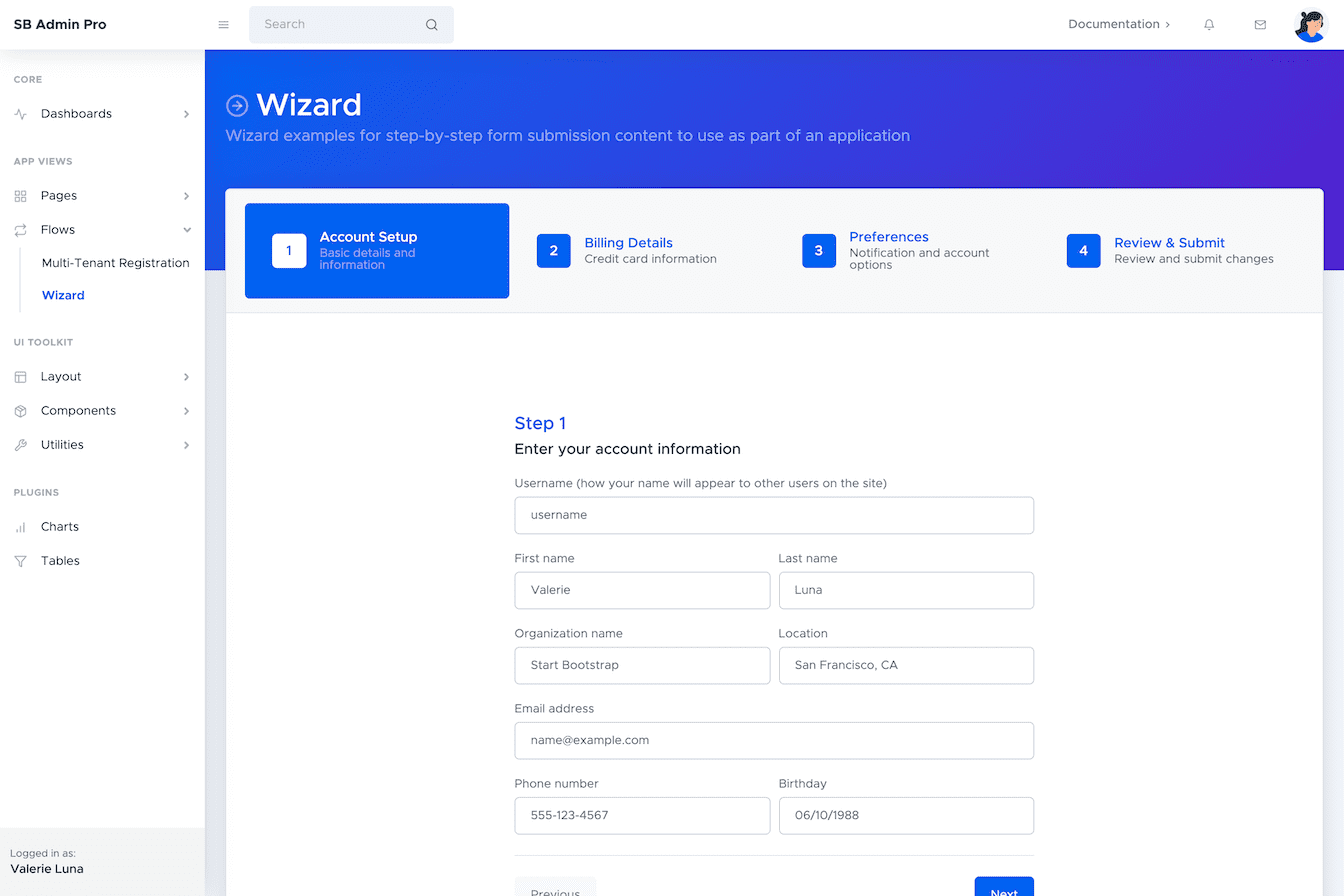 SB Admin Pro
Search
Documentation
CORE
Dashboards
APP VIEWS
Pages
Flows
Multi-Tenant Registration
Wizard
UI TOOLKIT
Layout
Components
Utilities
PLUGINS
Charts
Tables
Logged in as:
Valerie Luna
Wizard
Wizard examples for step-by-step form submission content to use as part of an application
1
Account Setup
Basic details and
information
2
Billing Details
Credit card information
3
Preferences
Notification and account
options
4
Review & Submit
Review and submit changes
Step 1
Enter your account information
Username (how your name will appear to other users on the site)
username
First name
Last name
Valerie
Luna
Organization name
Location
Start Bootstrap
San Francisco, CA
Email address
name@example.com
Phone number
Birthday
555-123-4567
06/10/1988
Previous
Next